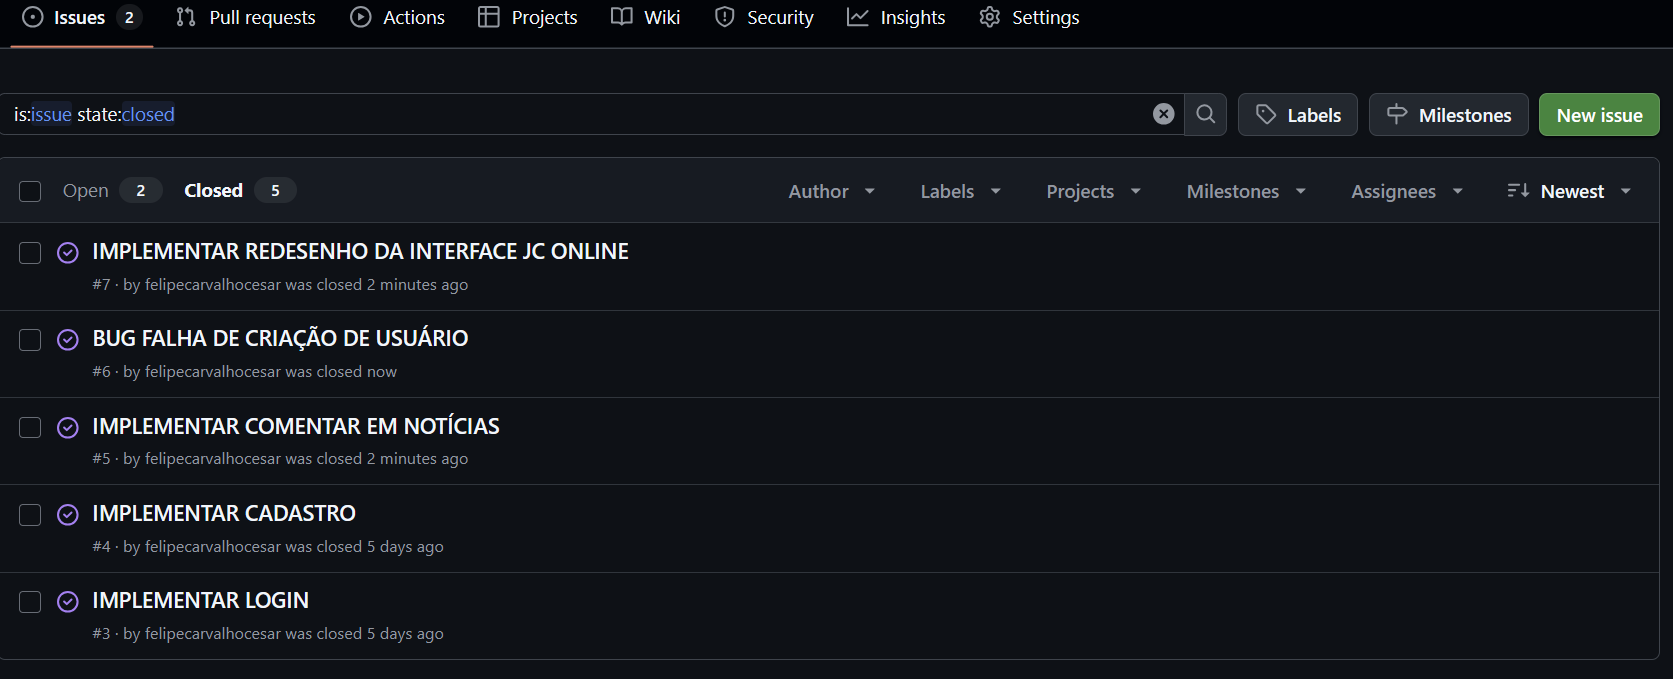 Issues 2 Pull requests Actions Projects Wiki Security Insights Settings
is:issue state:closed Labels Milestones New issue
Open 2 Closed 5 Author Labels Projects Milestones Assignees Newest
IMPLEMENTAR REDESENHO DA INTERFACE JC ONLINE
#7 · by felipecarvalhocesar was closed 2 minutes ago
BUG FALHA DE CRIAÇÃO DE USUÁRIO
#6 · by felipecarvalhocesar was closed now
IMPLEMENTAR COMENTAR EM NOTÍCIAS
#5 · by felipecarvalhocesar was closed 2 minutes ago
IMPLEMENTAR CADASTRO
#4 · by felipecarvalhocesar was closed 5 days ago
IMPLEMENTAR LOGIN
#3 · by felipecarvalhocesar was closed 5 days ago